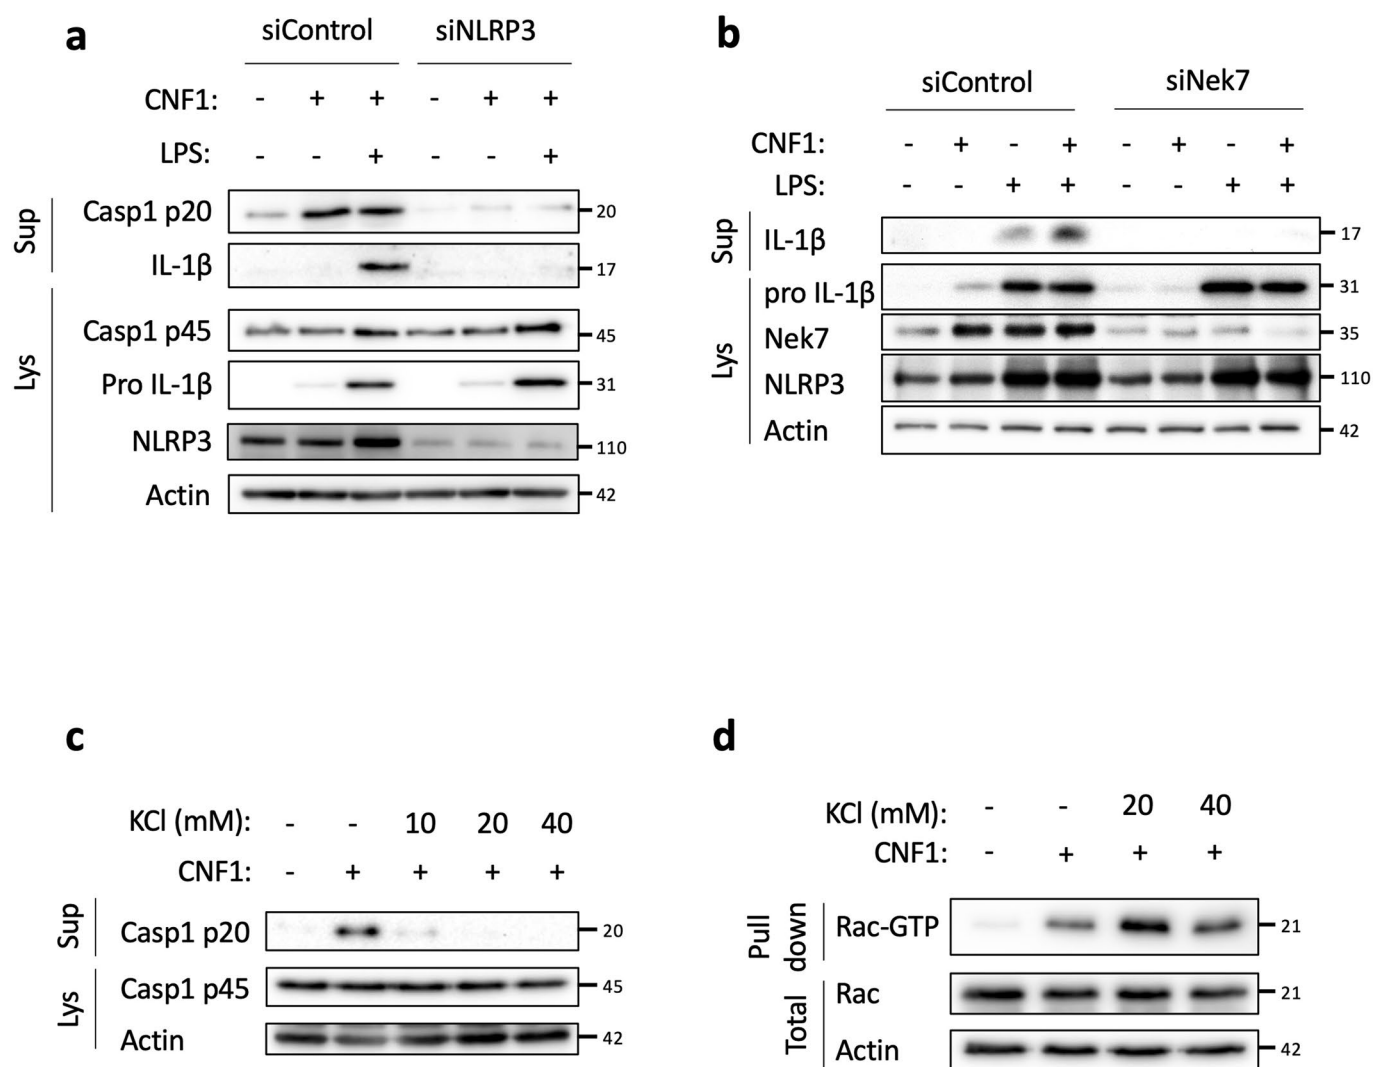 a
siControl siNLRP3
CNF1: - + + - + +
LPS: - - + - - +
Sup
Casp1 p20 20
IL-1β 17
Lys
Casp1 p45 45
Pro IL-1β 31
NLRP3 110
Actin 42
b
siControl siNek7
CNF1: - + - + - + - +
LPS: - - + + - - + +
Sup
IL-1β 17
Lys
pro IL-1β 31
Nek7 35
NLRP3 110
Actin 42
c
KCl (mM): - - 10 20 40
CNF1: - + + + +
Sup
Casp1 p20 20
Lys
Casp1 p45 45
Actin 42
d
KCl (mM): - - 20 40
CNF1: - + + +
Pull
down
Rac-GTP 21
Total
Rac 21
Actin 42